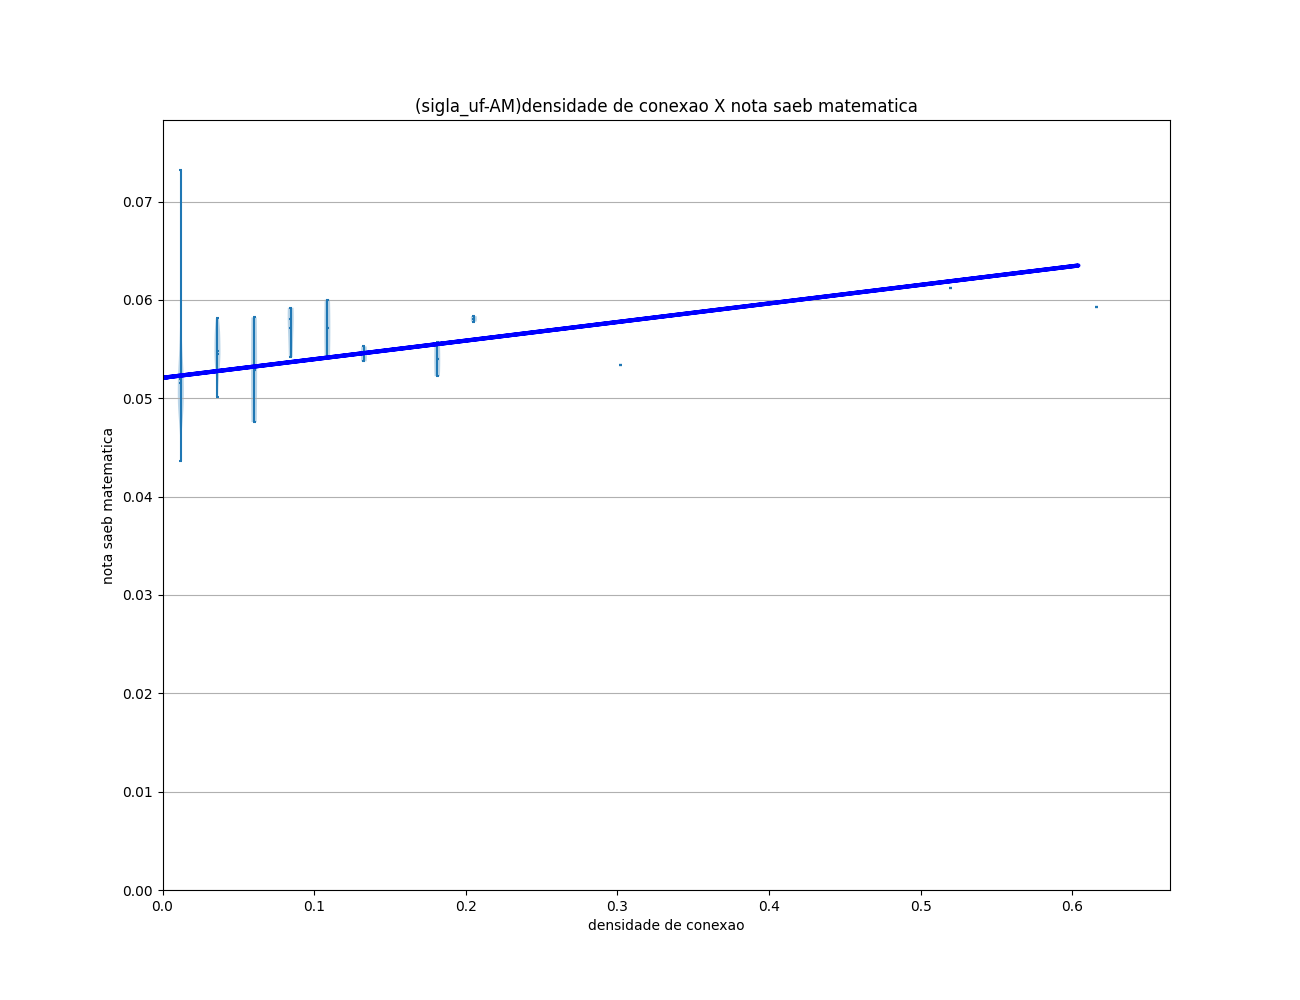 (sigla_uf-AM)densidade de conexao X nota saeb matematica
0.07
0.06
0.05
0.04
0.03
0.02
0.01
0.00
nota saeb matematica
0.0 0.1 0.2 0.3 0.4 0.5 0.6
densidade de conexao